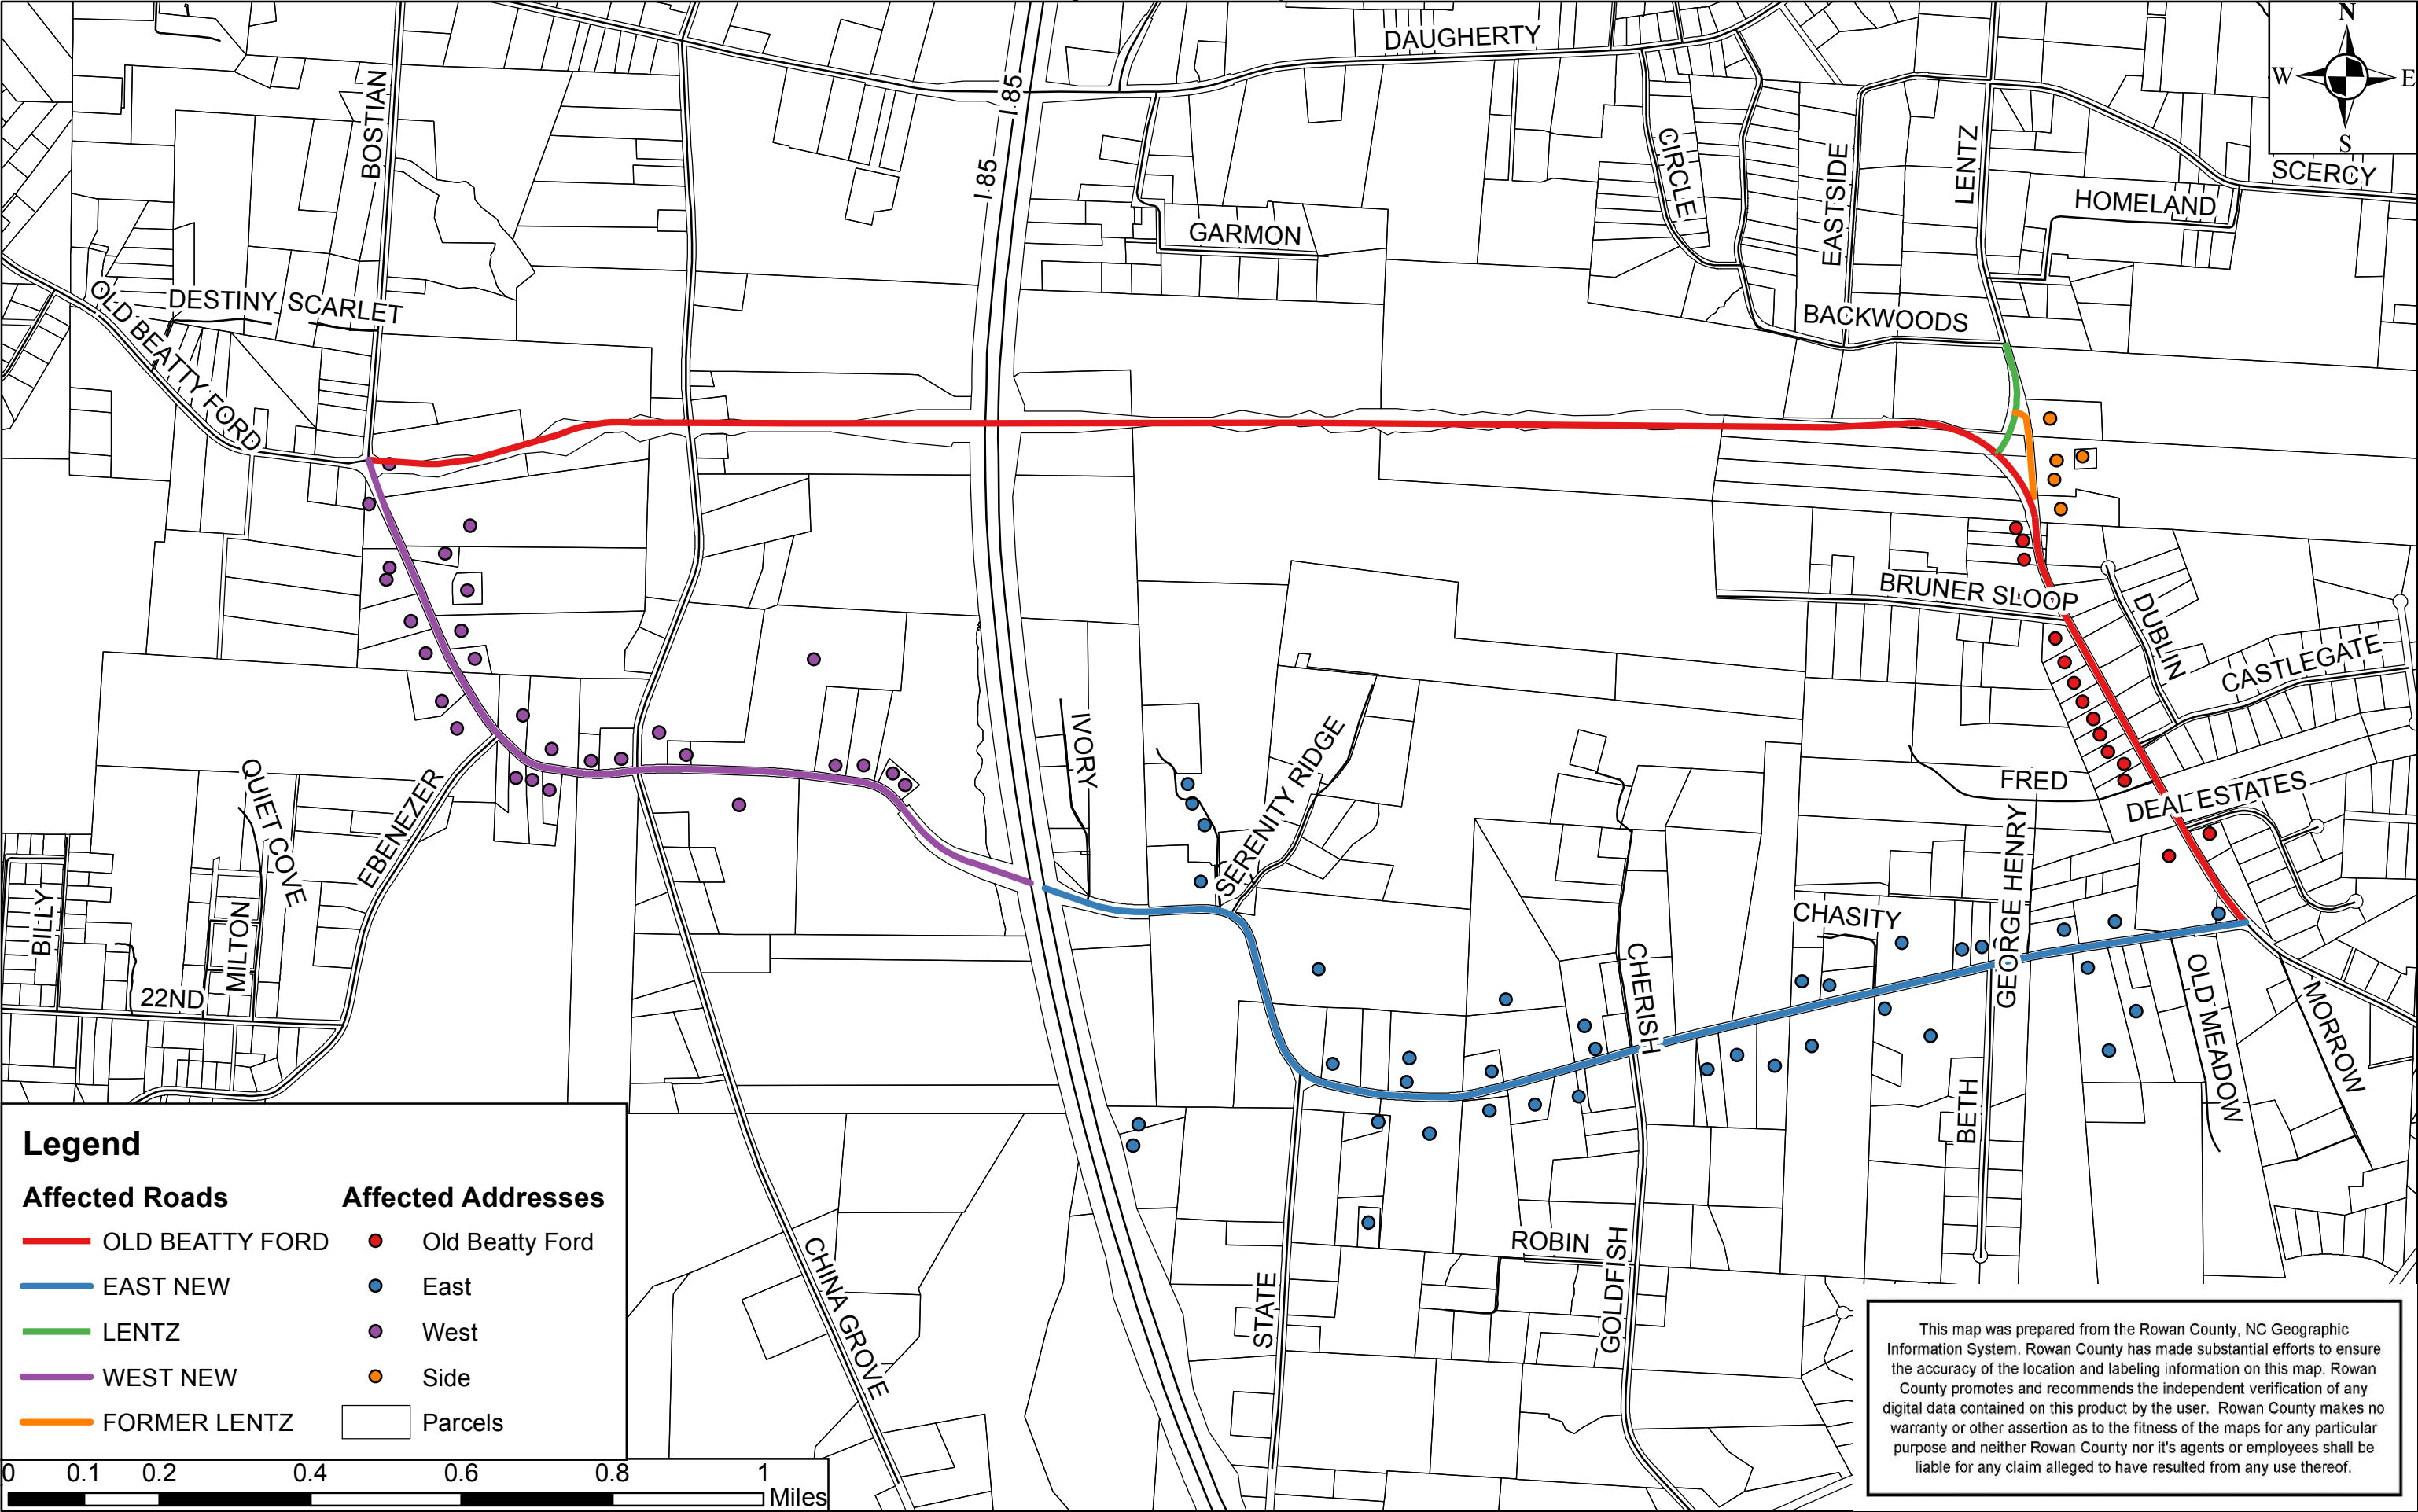 N
W E
S
DAUGHERTY
I 85
BOSTIAN
I 85
CIRCLE
EASTSIDE
LENTZ
SCERCY
HOMELAND
GARMON
OLD BEATTY FORD
DESTINY
SCARLET
BACKWOODS
BRUNER SLOOP
DUBLIN
CASTLEGATE
IVORY
SERENITY RIDGE
FRED
DEAL ESTATES
QUIET COVE
EBENEZER
GEORGE HENRY
CHASITY
BILLY
MILTON
22ND
CHERISH
OLD MEADOW
MORROW
BETH
ROBIN
CHINA GROVE
STATE
GOLDFISH
Legend
Affected Roads
OLD BEATTY FORD
EAST NEW
LENTZ
WEST NEW
FORMER LENTZ
Affected Addresses
Old Beatty Ford
East
West
Side
Parcels
0 0.1 0.2 0.4 0.6 0.8 1
Miles
This map was prepared from the Rowan County, NC Geographic
Information System. Rowan County has made substantial efforts to ensure
the accuracy of the location and labeling information on this map. Rowan
County promotes and recommends the independent verification of any
digital data contained on this product by the user. Rowan County makes no
warranty or other assertion as to the fitness of the maps for any particular
purpose and neither Rowan County nor it's agents or employees shall be
liable for any claim alleged to have resulted from any use thereof.